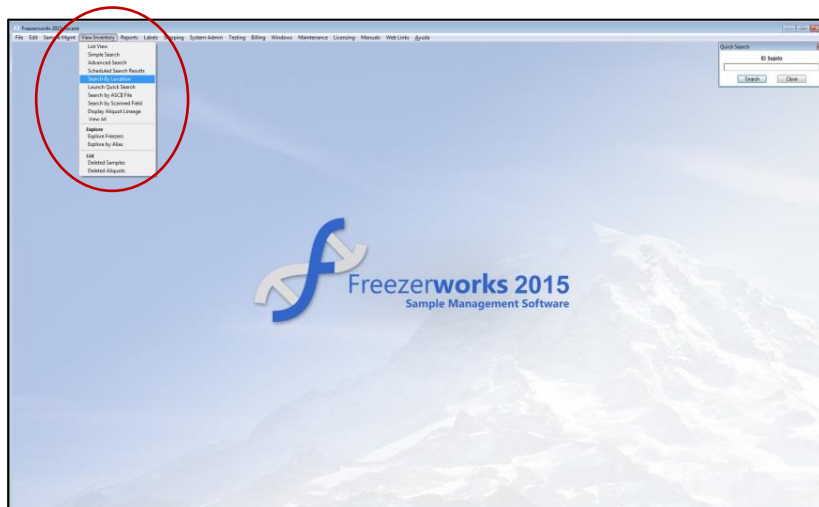 File Edit Sample Mgmt View Inventory Reports Labels Shipping System Admin Testing Billing Windows Maintenance Licensing Manuals Web Links Ayuda
List View
Simple Search
Advanced Search
Scheduled Search Results
Search By Location
Launch Quick Search
Search by ASCII File
Search by Scanned Field
Display Aliquot Lineage
View All
Explore
Explore Freezers
Explore by Alias
List
Deleted Samples
Deleted Aliquots
Quick Search
ID Sujeto
Search Close
Freezerworks 2015
Sample Management Software